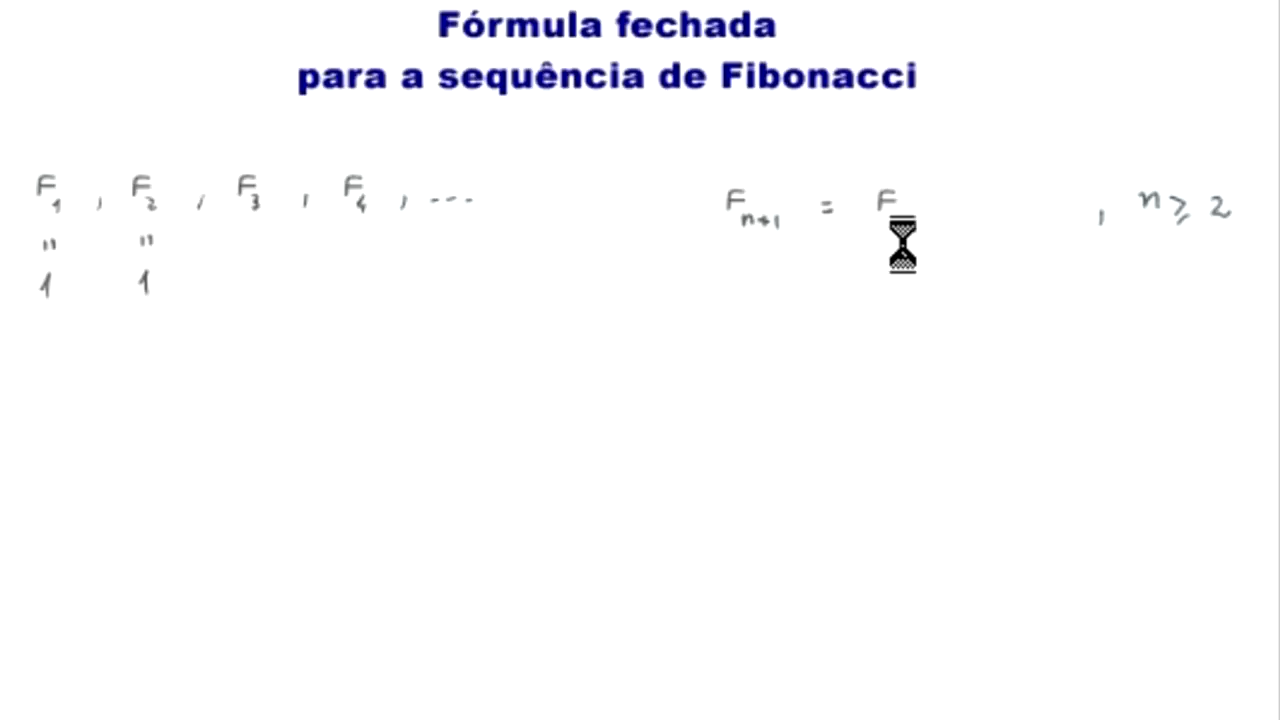 Fórmula fechada
para a sequência de Fibonacci
F₁ , F₂ , F₃ , F₄ , ... Fₙ₊₁ = F , n ⩾ 2
" "
1 1